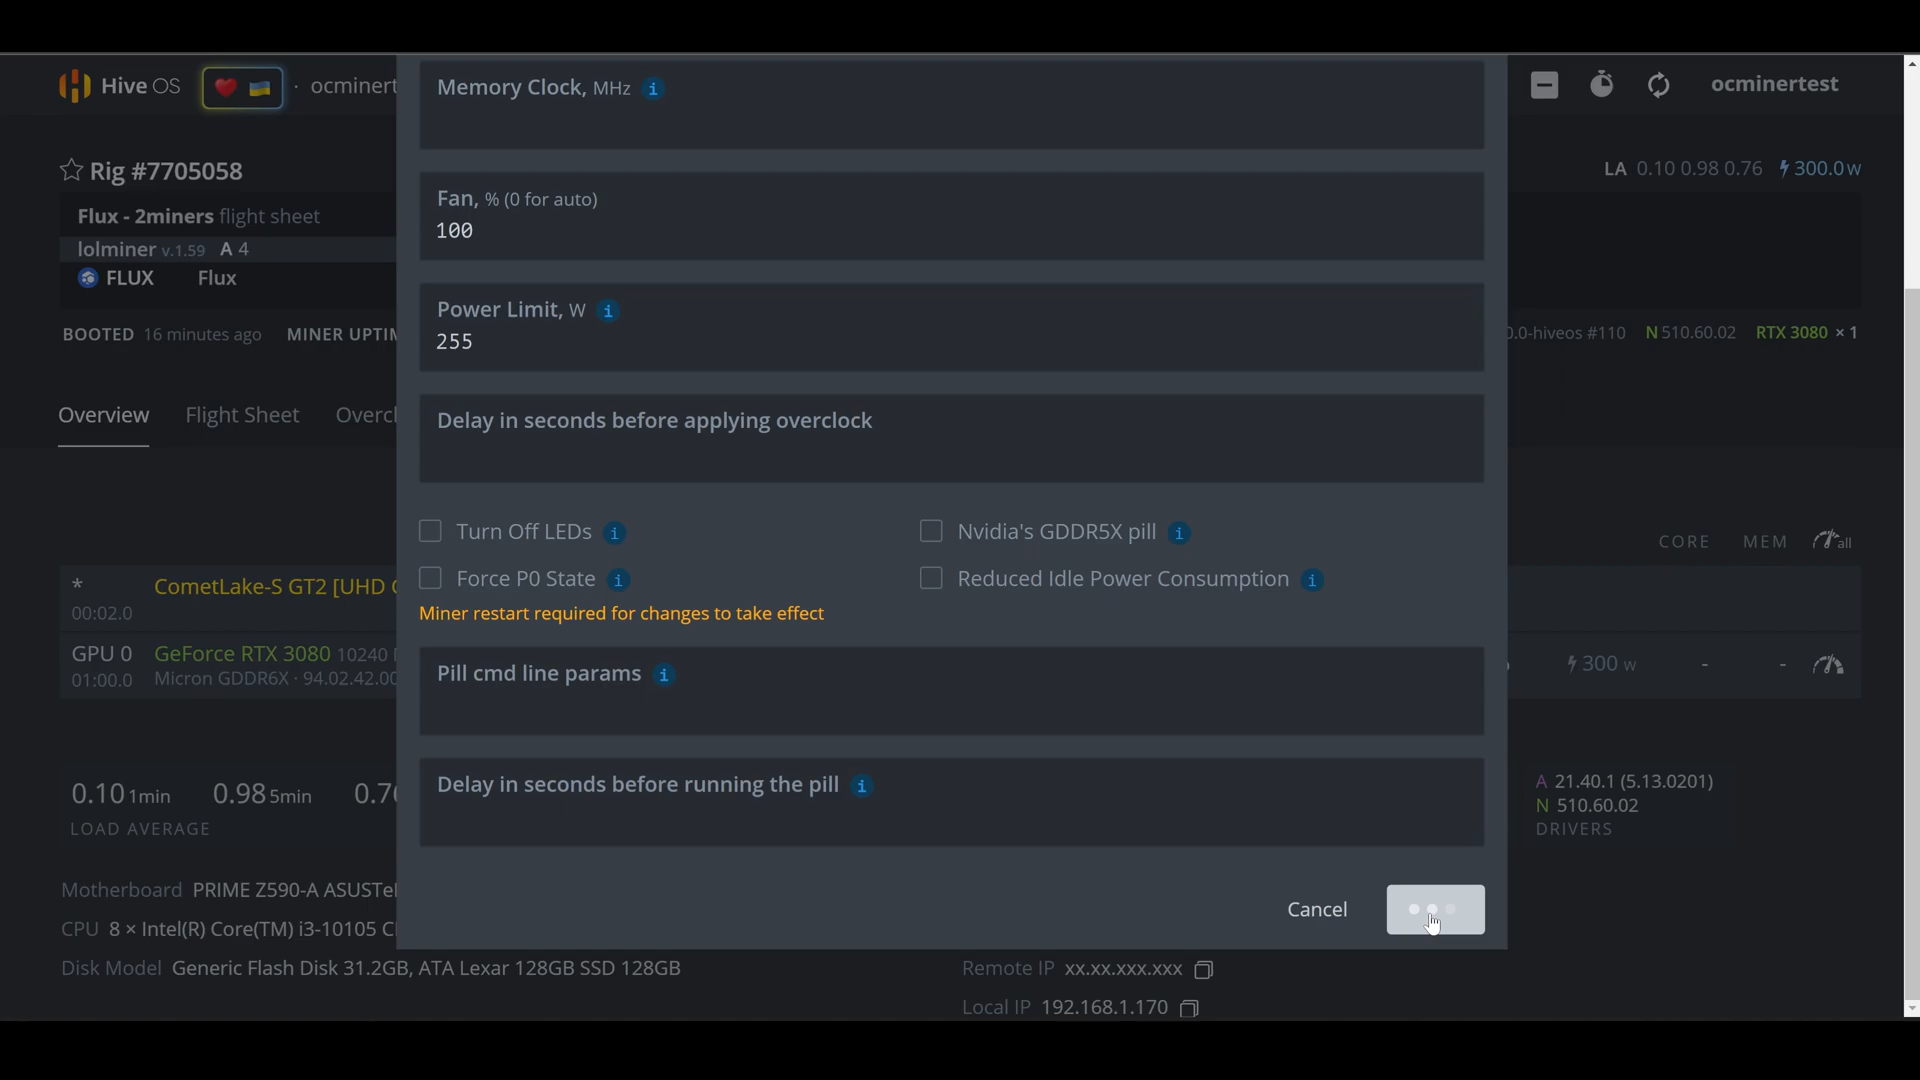 Hive OS
· ocminert
ocminertest
Memory Clock, MHz i
Rig #7705058
LA 0.10 0.98 0.76 300.0 W
Fan, % (0 for auto)
100
Flux - 2miners flight sheet
lolminer v.1.59 A 4
FLUX Flux
Power Limit, W i
255
BOOTED 16 minutes ago MINER UPTIM
0.0-hiveos #110 N 510.60.02 RTX 3080 × 1
Overview Flight Sheet Overcl
Delay in seconds before applying overclock
Turn Off LEDs i
Nvidia's GDDR5X pill i
Force P0 State i
Reduced Idle Power Consumption i
Miner restart required for changes to take effect
CORE MEM all
* CometLake-S GT2 [UHD
00:02.0
GPU 0 GeForce RTX 3080 10240
01:00.0 Micron GDDR6X · 94.02.42.00
300 W - -
Pill cmd line params i
Delay in seconds before running the pill i
0.10 1min 0.98 5min 0.76
LOAD AVERAGE
A 21.40.1 (5.13.0201)
N 510.60.02
DRIVERS
Motherboard PRIME Z590-A ASUSTe
CPU 8 × Intel(R) Core(TM) i3-10105 C
Disk Model Generic Flash Disk 31.2GB, ATA Lexar 128GB SSD 128GB
Cancel
Remote IP xx.xx.xxx.xxx
Local IP 192.168.1.170